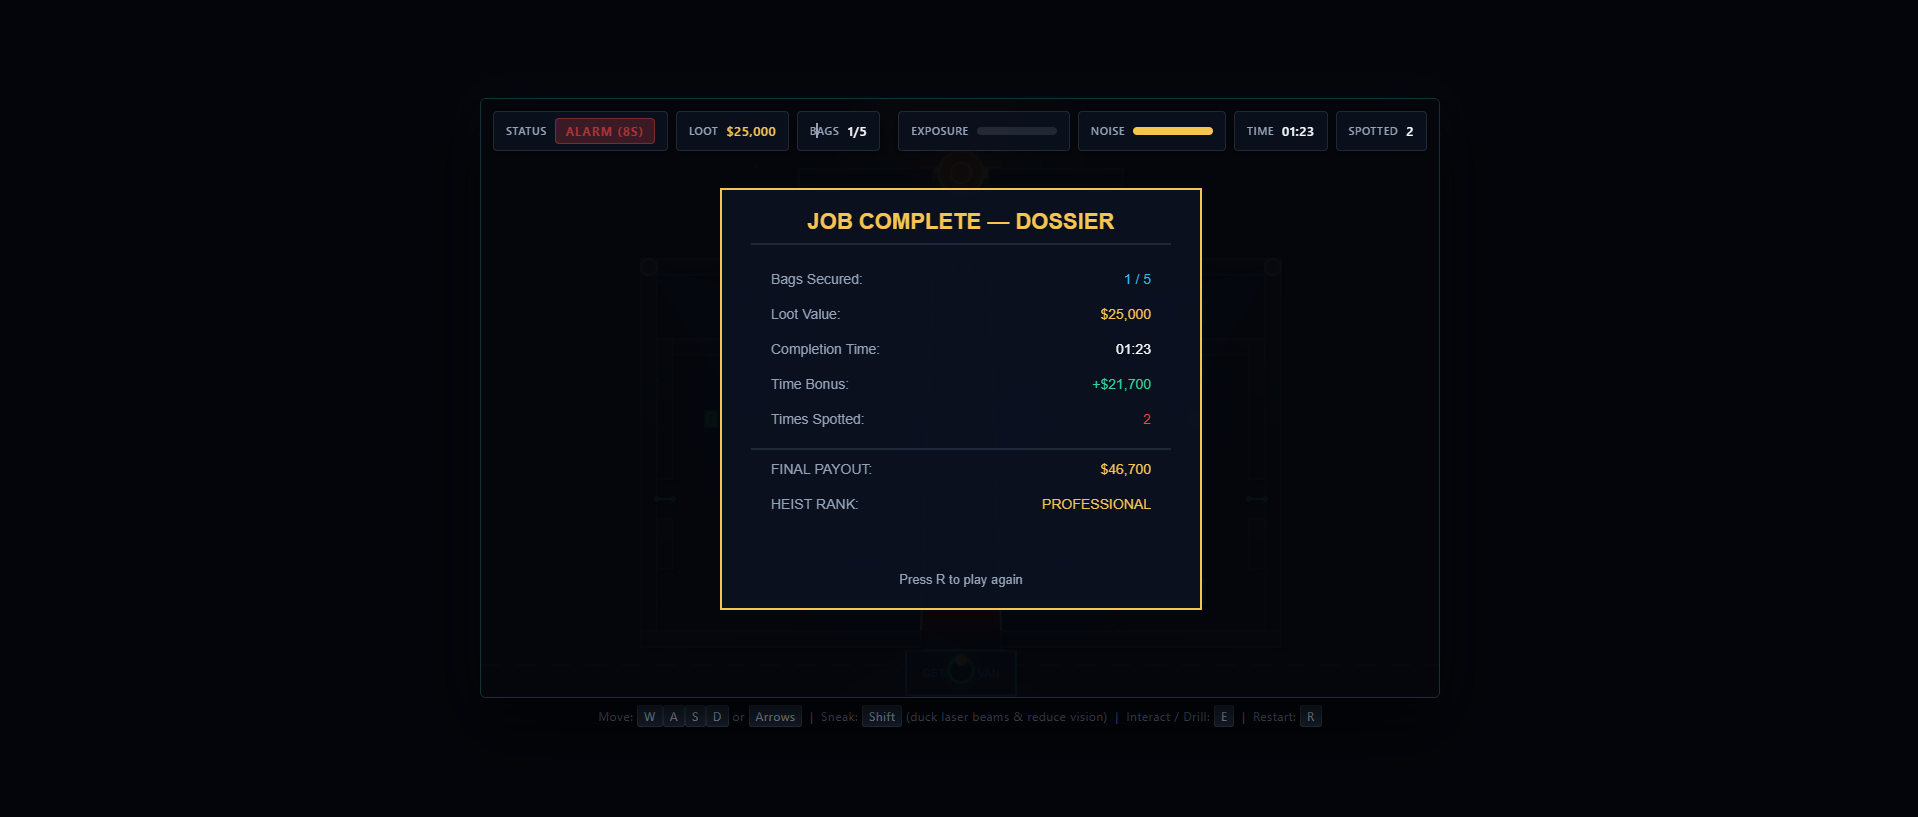 STATUS ALARM (8S) LOOT $25,000 BAGS 1/5 EXPOSURE NOISE TIME 01:23 SPOTTED 2
JOB COMPLETE — DOSSIER
Bags Secured: 1 / 5
Loot Value: $25,000
Completion Time: 01:23
Time Bonus: +$21,700
Times Spotted: 2
FINAL PAYOUT: $46,700
HEIST RANK: PROFESSIONAL
Press R to play again
Move: W A S D or Arrows | Sneak: Shift (duck laser beams & reduce vision) | Interact / Drill: E | Restart: R